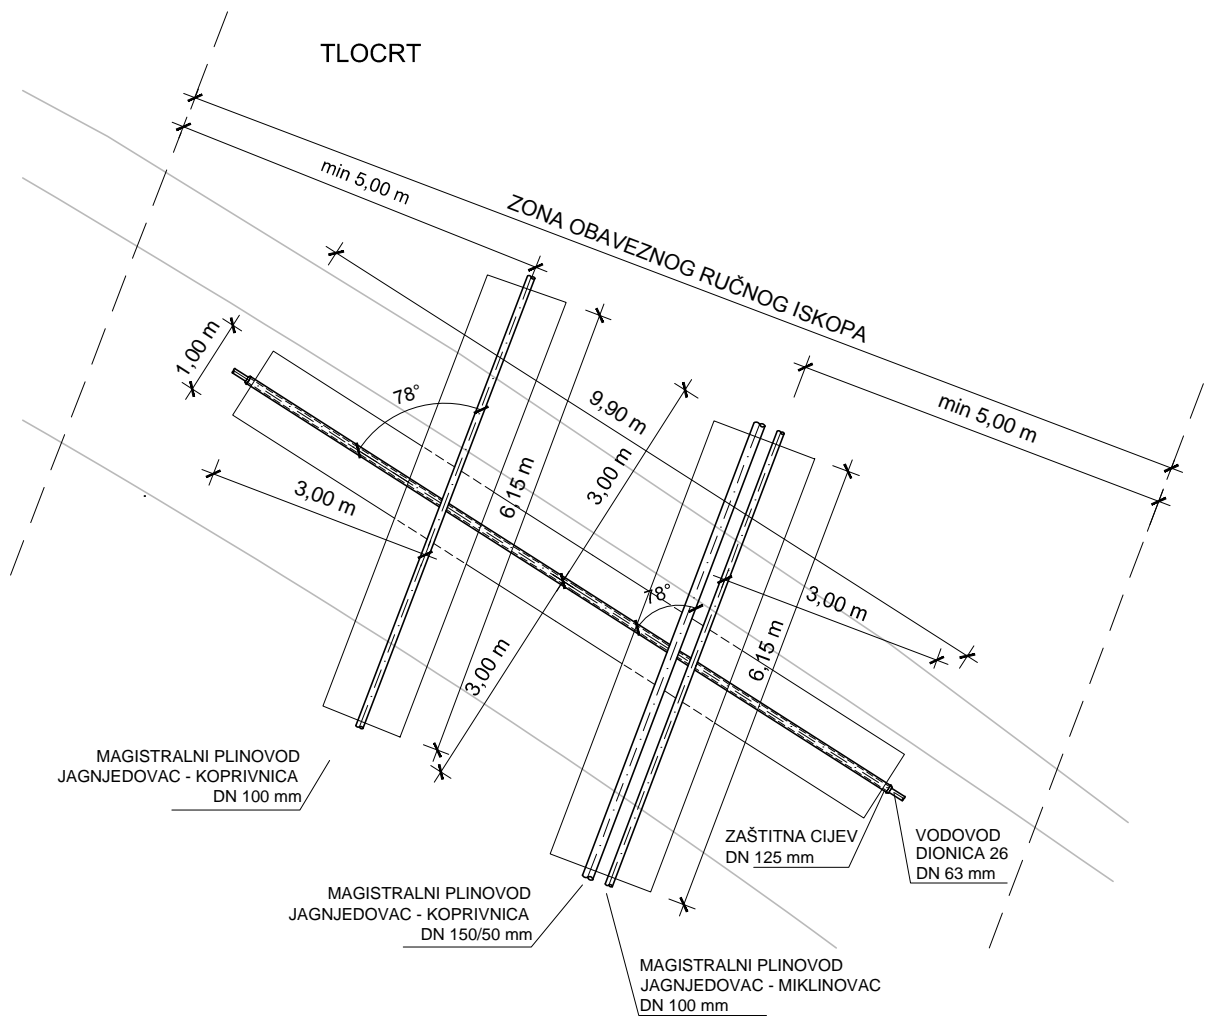 TLOCRT
min 5,00 m
ZONA OBAVEZNOG RUČNOG ISKOPA
1,00 m
78°
9,90 m
min 5,00 m
3,00 m
6,15 m
3,00 m
78°
3,00 m
3,00 m
6,15 m
MAGISTRALNI PLINOVOD
JAGNJEDOVAC - KOPRIVNICA
DN 100 mm
ZAŠTITNA CIJEV
DN 125 mm
VODOVOD
DIONICA 26
DN 63 mm
MAGISTRALNI PLINOVOD
JAGNJEDOVAC - KOPRIVNICA
DN 150/50 mm
MAGISTRALNI PLINOVOD
JAGNJEDOVAC - MIKLINOVAC
DN 100 mm